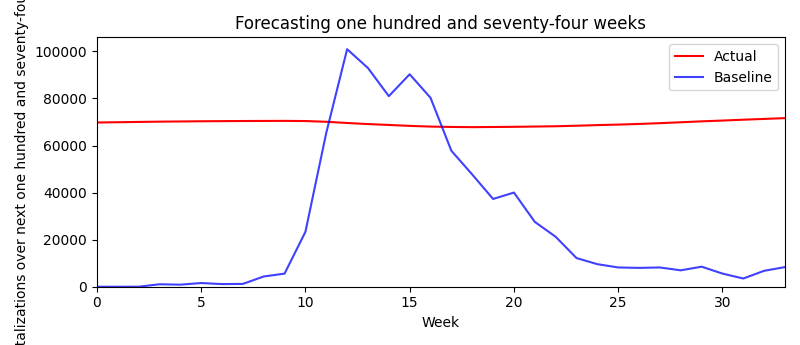 Forecasting one hundred and seventy-four weeks
talizations over next one hundred and seventy-fou
100000
80000
60000
40000
20000
0
Actual
Baseline
0 5 10 15 20 25 30
Week